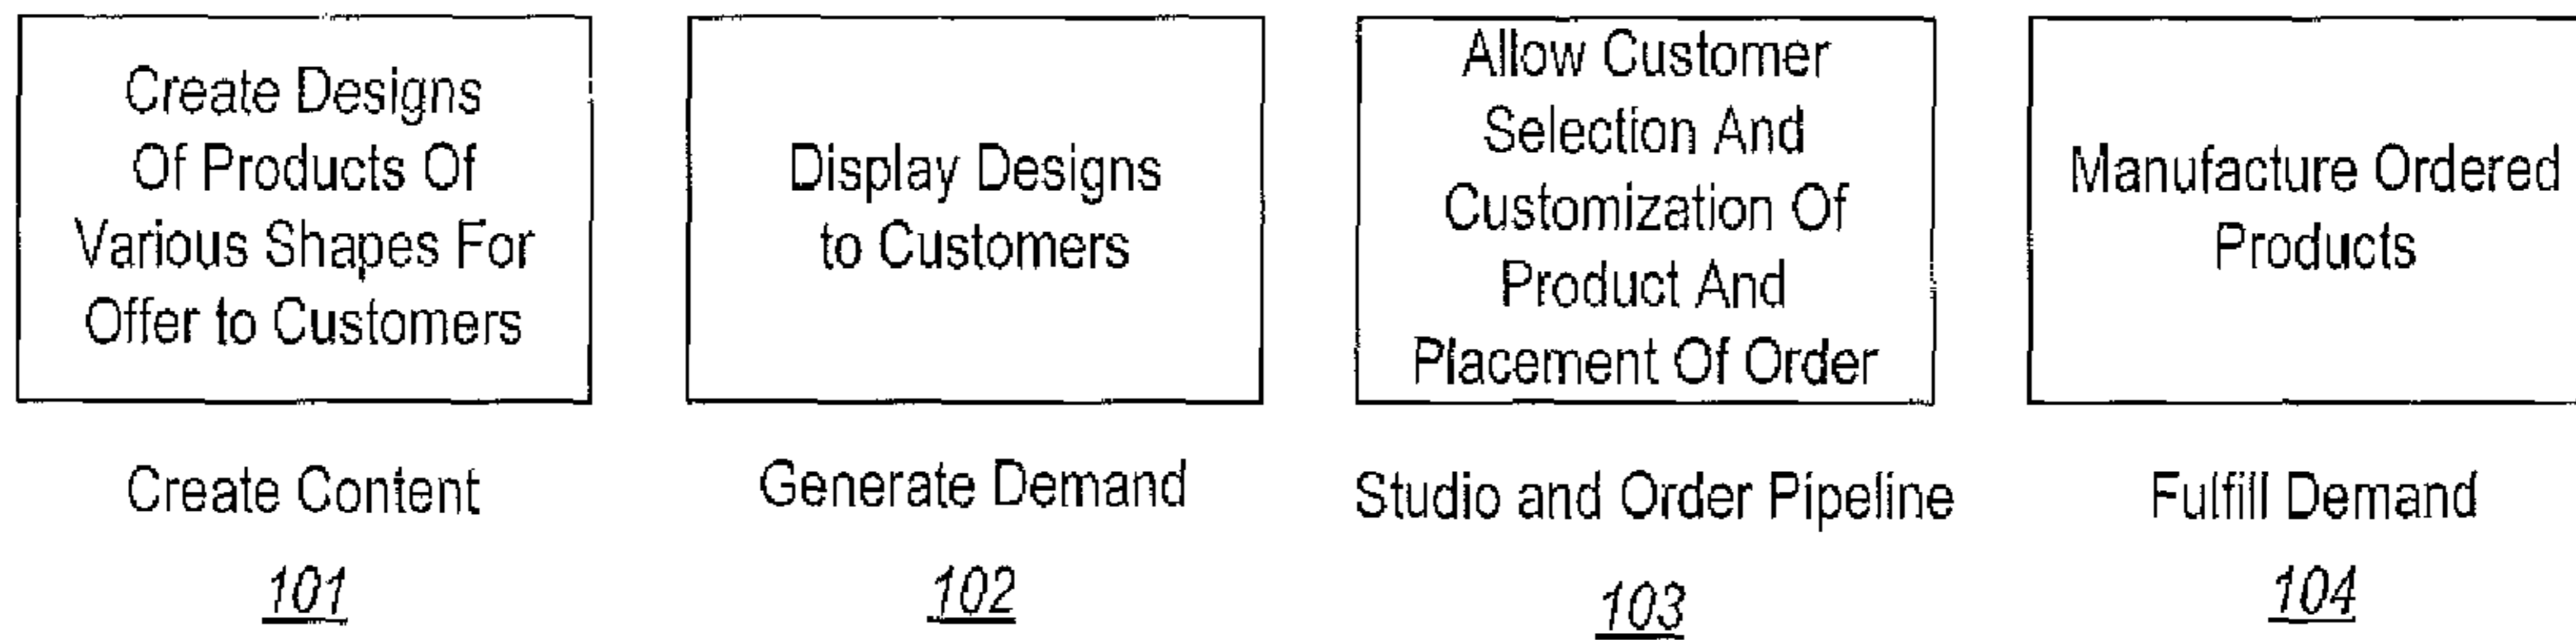 Create Designs
Of Products Of
Various Shapes For
Offer to Customers
Create Content
101
Display Designs
to Customers
Generate Demand
102
Allow Customer
Selection And
Customization Of
Product And
Placement Of Order
Studio and Order Pipeline
103
Manufacture Ordered
Products
Fulfill Demand
104